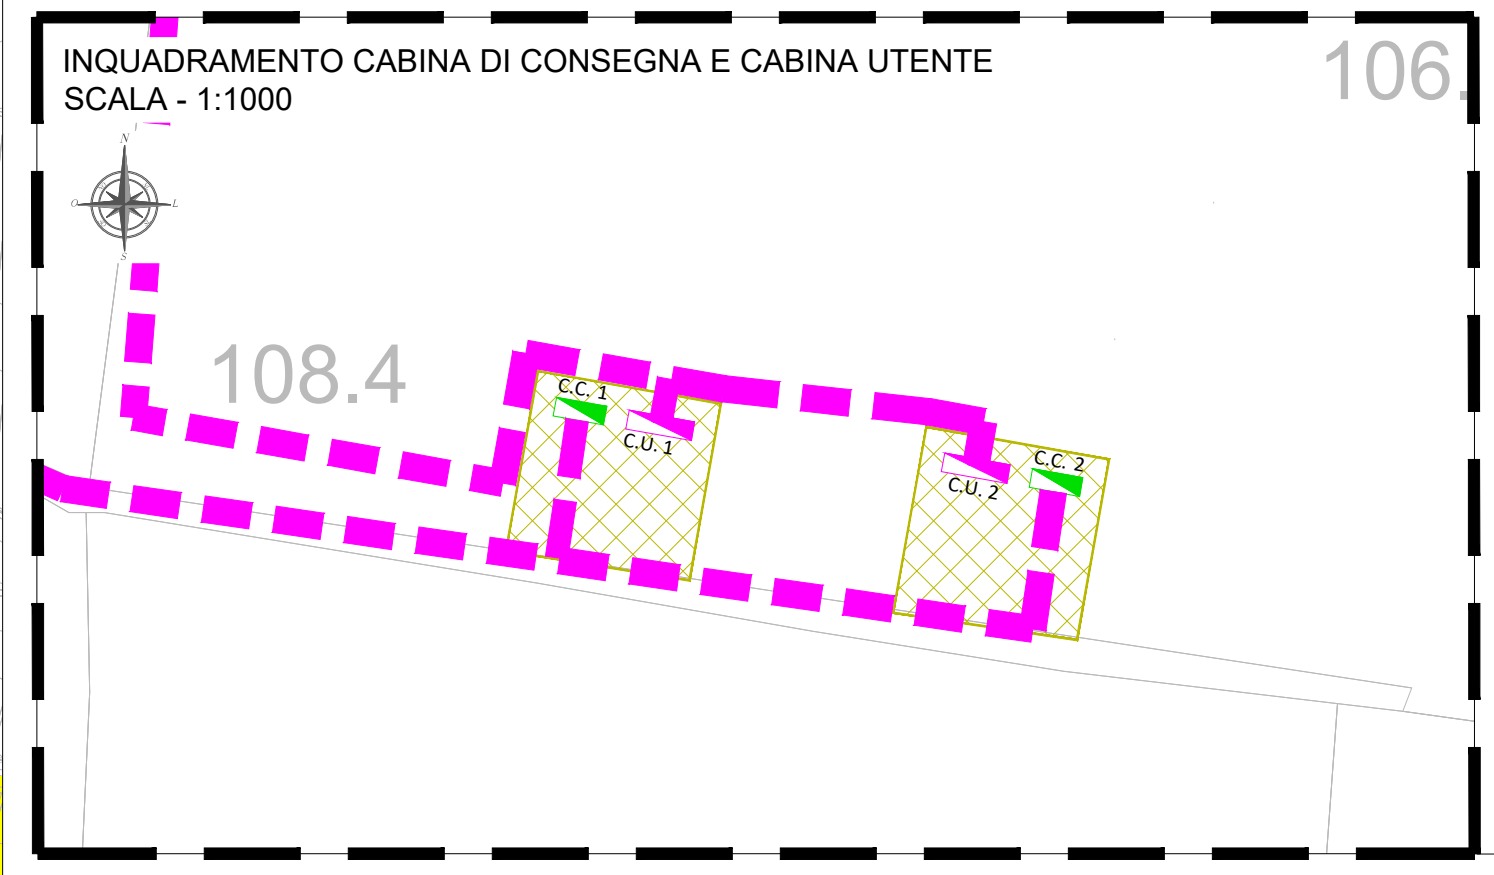 INQUADRAMENTO CABINA DI CONSEGNA E CABINA UTENTE
SCALA - 1:1000
106.
N
O
L
S
108.4
C.C. 1
C.U. 1
C.C. 2
C.U. 2